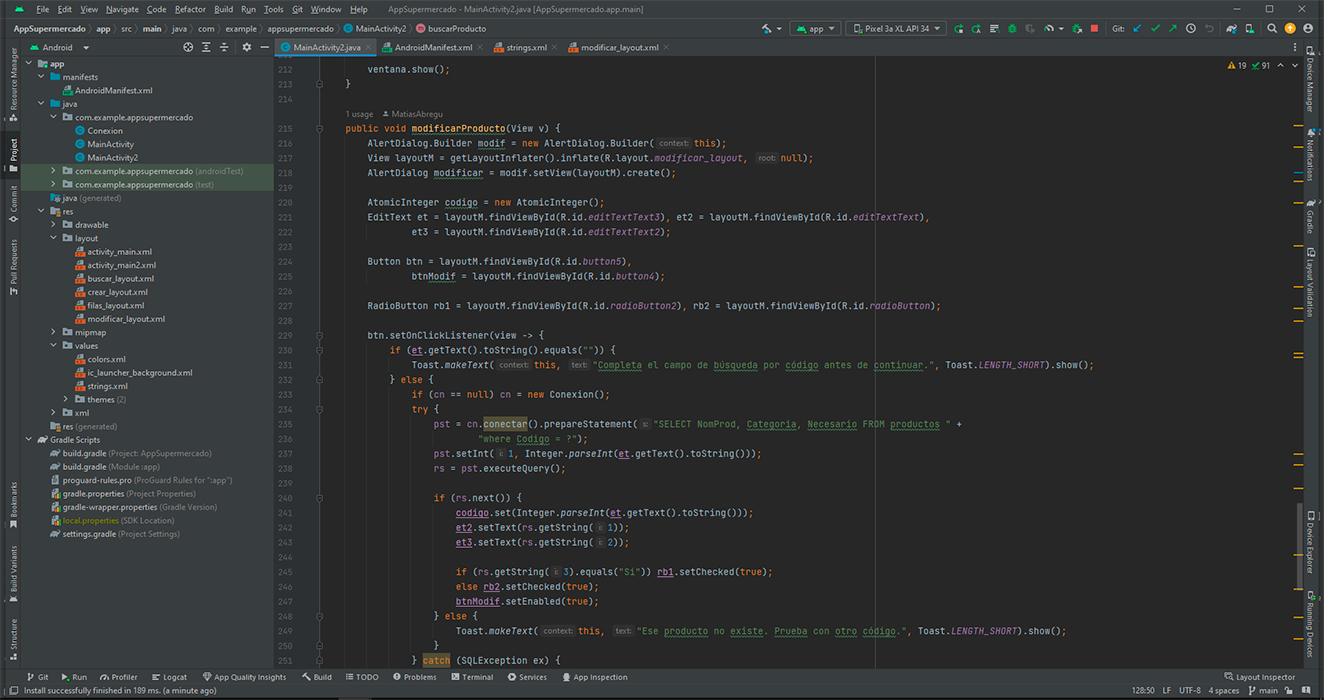 File Edit View Navigate Code Refactor Build Run Tools Git Window Help AppSupermercado - MainActivity2.java [AppSupermercado.app.main]
AppSupermercado app src main java com example appsupermercado MainActivity2 buscarProducto app Pixel 3a XL API 34 Git:
Android MainActivity2.java AndroidManifest.xml strings.xml modificar_layout.xml
Resource Manager
Project
Commit
Pull Requests
Bookmarks
Build Variants
Structure
app
manifests
AndroidManifest.xml
java
com.example.appsupermercado
Conexion
MainActivity
MainActivity2
com.example.appsupermercado (androidTest)
com.example.appsupermercado (test)
java (generated)
res
drawable
layout
activity_main.xml
activity_main2.xml
buscar_layout.xml
crear_layout.xml
filas_layout.xml
modificar_layout.xml
mipmap
values
colors.xml
ic_launcher_background.xml
strings.xml
themes (2)
xml
res (generated)
Gradle Scripts
build.gradle (Project: AppSupermercado)
build.gradle (Module :app)
proguard-rules.pro (ProGuard Rules for ":app")
gradle.properties (Project Properties)
gradle-wrapper.properties (Gradle Version)
local.properties (SDK Location)
settings.gradle (Project Settings)
19 91
212 ventana.show();
213 }
214
1 usage MatiasAbregu
215 public void modificarProducto(View v) {
216 AlertDialog.Builder modif = new AlertDialog.Builder( context: this);
217 View layoutM = getLayoutInflater().inflate(R.layout.modificar_layout, root: null);
218 AlertDialog modificar = modif.setView(layoutM).create();
219
220 AtomicInteger codigo = new AtomicInteger();
221 EditText et = layoutM.findViewById(R.id.editTextText3), et2 = layoutM.findViewById(R.id.editTextText),
222 et3 = layoutM.findViewById(R.id.editTextText2);
223
224 Button btn = layoutM.findViewById(R.id.button5),
225 btnModif = layoutM.findViewById(R.id.button4);
226
227 RadioButton rb1 = layoutM.findViewById(R.id.radioButton2), rb2 = layoutM.findViewById(R.id.radioButton);
228
229 btn.setOnClickListener(view -> {
230 if (et.getText().toString().equals("")) {
231 Toast.makeText( context: this, text: "Completa el campo de búsqueda por código antes de continuar.", Toast.LENGTH_SHORT).show();
232 } else {
233 if (cn == null) cn = new Conexion();
234 try {
235 pst = cn.conectar().prepareStatement( s: "SELECT NomProd, Categoria, Necesario FROM productos " +
236 "where Codigo = ?");
237 pst.setInt( i: 1, Integer.parseInt(et.getText().toString()));
238 rs = pst.executeQuery();
239
240 if (rs.next()) {
241 codigo.set(Integer.parseInt(et.getText().toString()));
242 et2.setText(rs.getString( i: 1));
243 et3.setText(rs.getString( i: 2));
244
245 if (rs.getString( i: 3).equals("Si")) rb1.setChecked(true);
246 else rb2.setChecked(true);
247 btnModif.setEnabled(true);
248 } else {
249 Toast.makeText( context: this, text: "Ese producto no existe. Prueba con otro código.", Toast.LENGTH_SHORT).show();
250 }
251 } catch (SQLException ex) {
Device Manager
Notifications
Gradle
Layout Validation
Device Explorer
Running Devices
Git Run Profiler Logcat App Quality Insights Build TODO Problems Terminal Services App Inspection Layout Inspector
Install successfully finished in 189 ms. (a minute ago) 128:50 LF UTF-8 4 spaces main